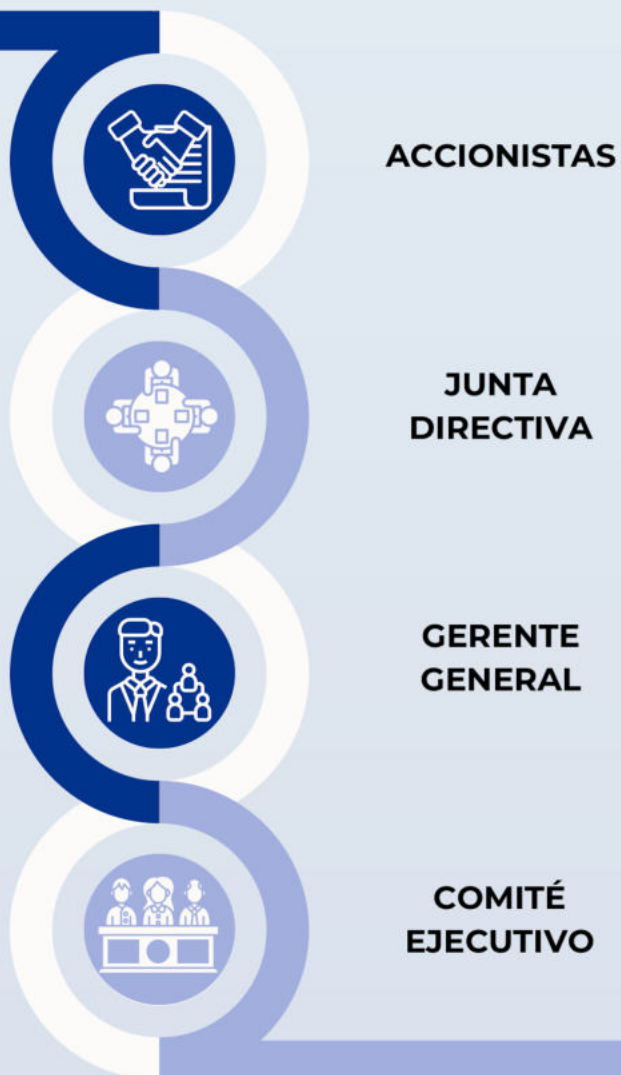 ACCIONISTAS
JUNTA
DIRECTIVA
GERENTE
GENERAL
COMITÉ
EJECUTIVO